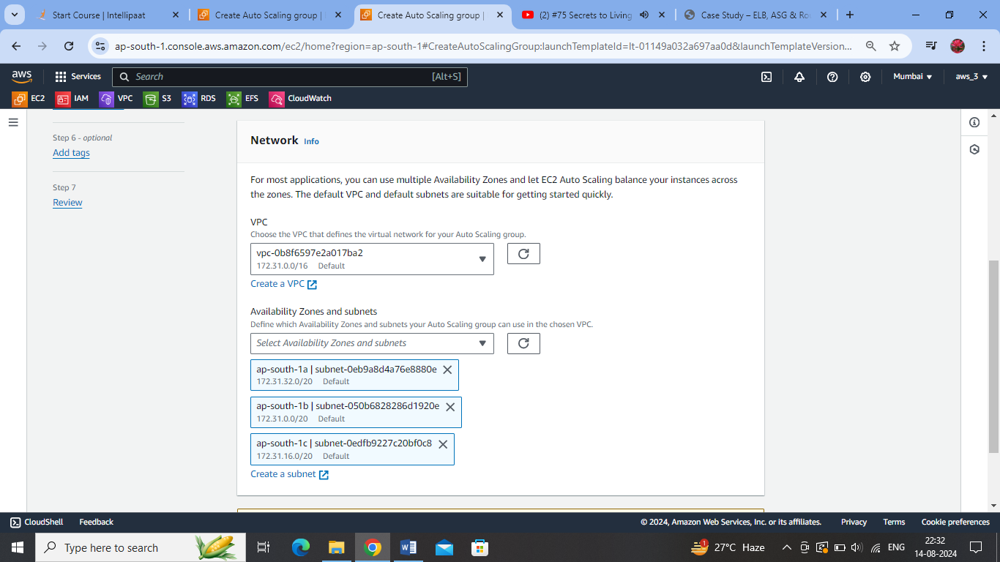 Start Course | Intellipaat
Create Auto Scaling group |
Create Auto Scaling group |
(2) #75 Secrets to Living
Case Study – ELB, ASG & Ro
ap-south-1.console.aws.amazon.com/ec2/home?region=ap-south-1#CreateAutoScalingGroup:launchTemplateId=lt-01149a032a697aa0d&launchTemplateVersion...
aws
Services
Search
[Alt+S]
Mumbai
aws_3
EC2
IAM
VPC
S3
RDS
EFS
CloudWatch
Step 6 - optional
Add tags
Step 7
Review
Network Info
For most applications, you can use multiple Availability Zones and let EC2 Auto Scaling balance your instances across
the zones. The default VPC and default subnets are suitable for getting started quickly.
VPC
Choose the VPC that defines the virtual network for your Auto Scaling group.
vpc-0b8f6597e2a017ba2
172.31.0.0/16 Default
Create a VPC
Availability Zones and subnets
Define which Availability Zones and subnets your Auto Scaling group can use in the chosen VPC.
Select Availability Zones and subnets
ap-south-1a | subnet-0eb9a8d4a76e8880e
172.31.32.0/20 Default
ap-south-1b | subnet-050b6828286d1920e
172.31.0.0/20 Default
ap-south-1c | subnet-0edfb9227c20bf0c8
172.31.16.0/20 Default
Create a subnet
CloudShell
Feedback
© 2024, Amazon Web Services, Inc. or its affiliates.
Privacy
Terms
Cookie preferences
Type here to search
1
27°C Haze
ENG
22:32
14-08-2024